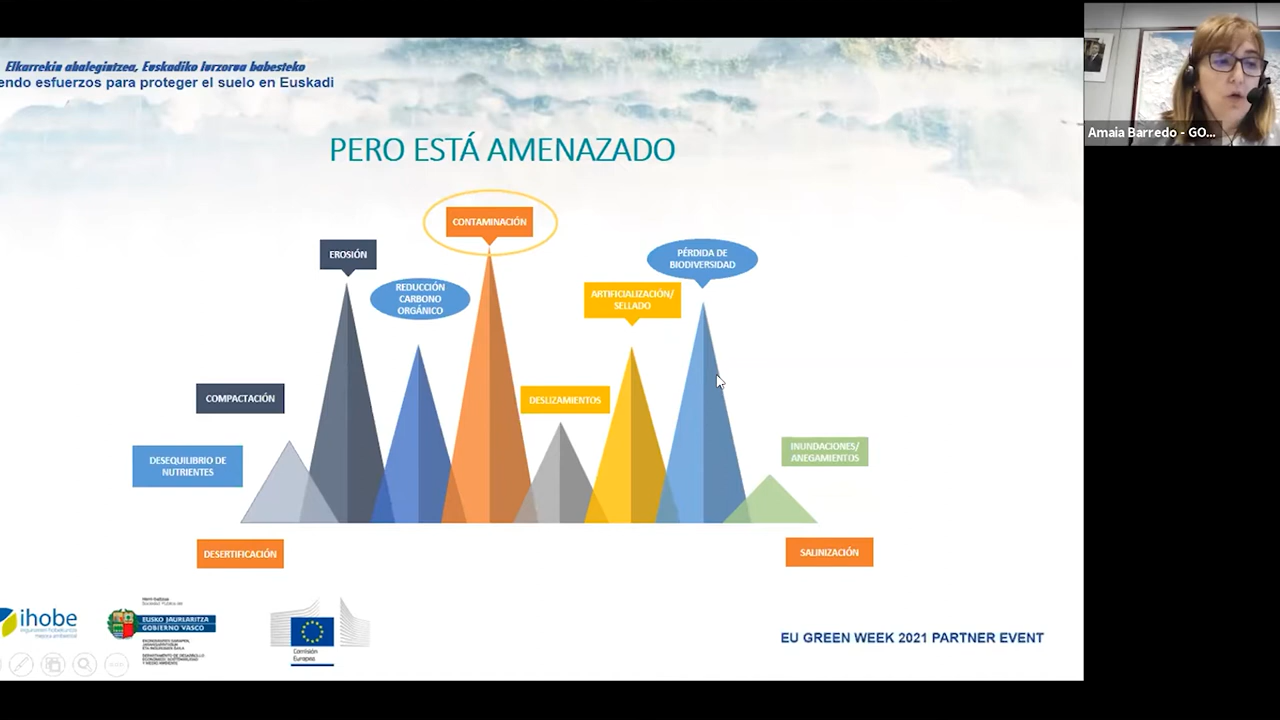 Elkarrekin ahalegintzea, Euskadiko lurzorua babesteko
endo esfuerzos para proteger el suelo en Euskadi
Amaia Barredo - GO...
PERO ESTÁ AMENAZADO
CONTAMINACIÓN
EROSIÓN
PÉRDIDA DE
BIODIVERSIDAD
REDUCCIÓN
CARBONO
ORGÁNICO
ARTIFICIALIZACIÓN/
SELLADO
COMPACTACIÓN
DESLIZAMIENTOS
DESEQUILIBRIO DE
NUTRIENTES
INUNDACIONES/
ANEGAMIENTOS
DESERTIFICACIÓN
SALINIZACIÓN
ihobe
EUSKO JAURLARITZA
GOBIERNO VASCO
Comisión
Europea
EU GREEN WEEK 2021 PARTNER EVENT